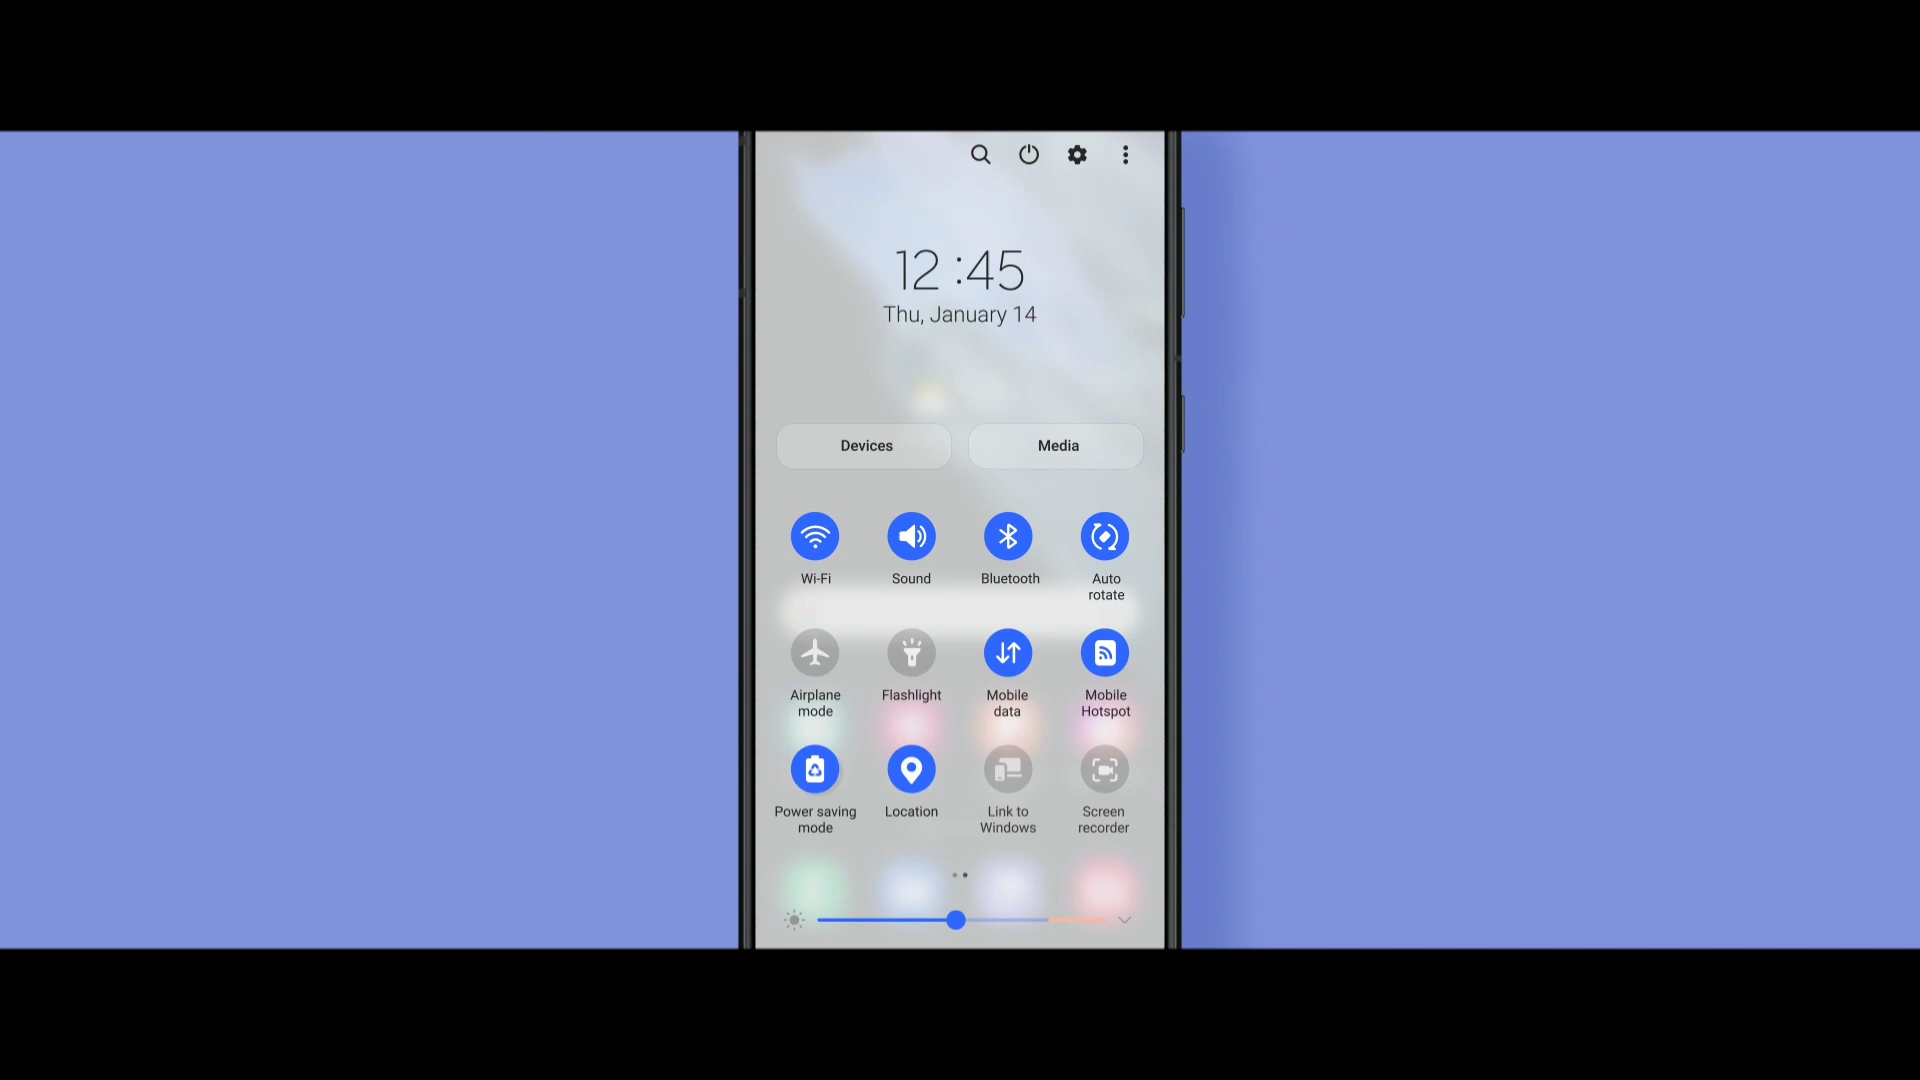 12 :45
Thu, January 14
Devices
Media
Wi-Fi
Sound
Bluetooth
Auto
rotate
Airplane
mode
Flashlight
Mobile
data
Mobile
Hotspot
Power saving
mode
Location
Link to
Windows
Screen
recorder